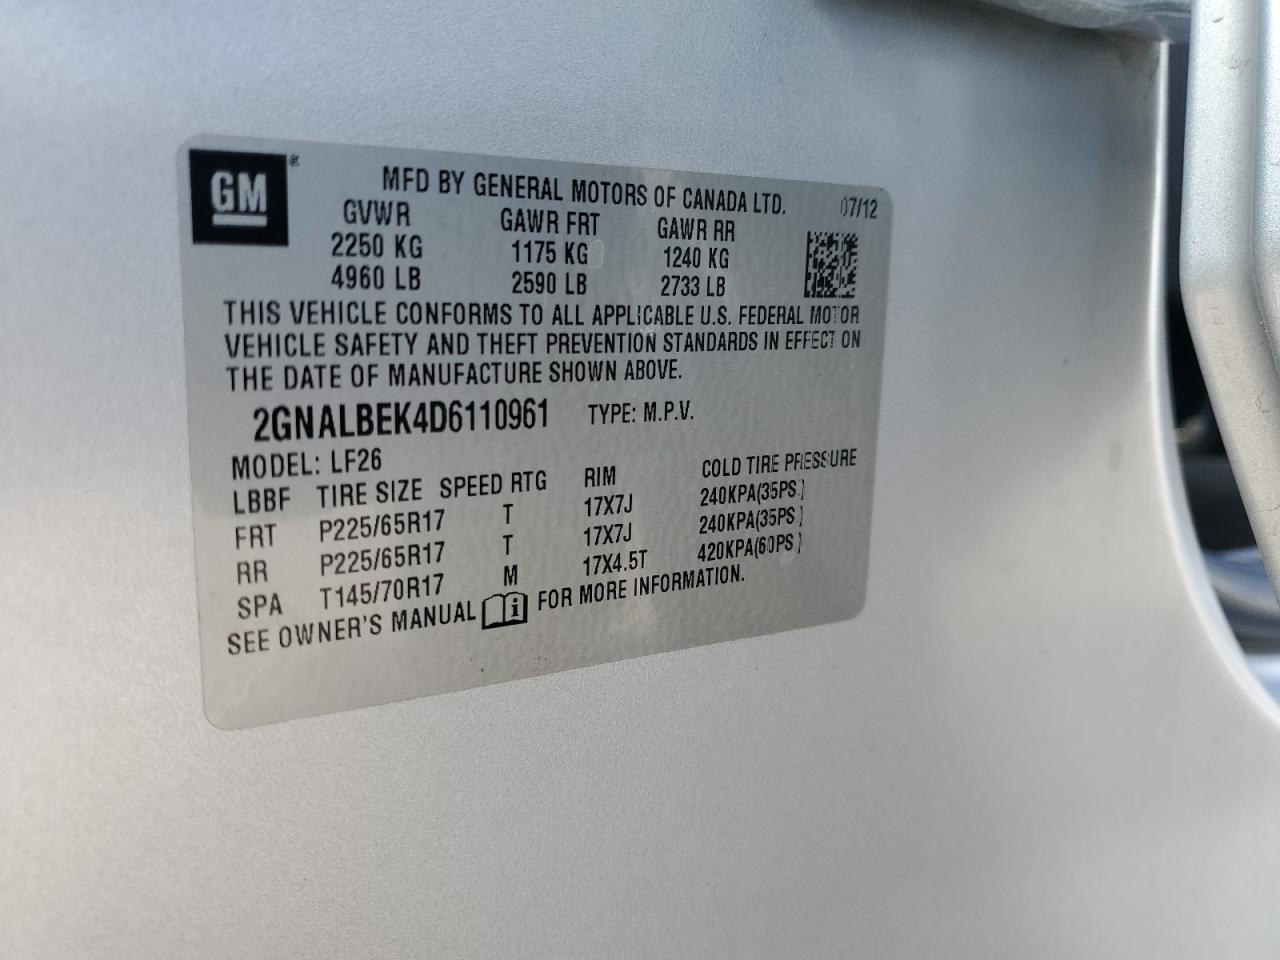 GM ®
MFD BY GENERAL MOTORS OF CANADA LTD. 07/12
GVWR GAWR FRT GAWR RR
2250 KG 1175 KG 1240 KG
4960 LB 2590 LB 2733 LB
THIS VEHICLE CONFORMS TO ALL APPLICABLE U.S. FEDERAL MOTOR
VEHICLE SAFETY AND THEFT PREVENTION STANDARDS IN EFFECT ON
THE DATE OF MANUFACTURE SHOWN ABOVE.
2GNALBEK4D6110961 TYPE: M.P.V.
MODEL: LF26
LBBF TIRE SIZE SPEED RTG RIM COLD TIRE PRESSURE
FRT P225/65R17 T 17X7J 240KPA(35PSI)
RR P225/65R17 T 17X7J 240KPA(35PSI)
SPA T145/70R17 M 17X4.5T 420KPA(60PSI)
SEE OWNER'S MANUAL i FOR MORE INFORMATION.